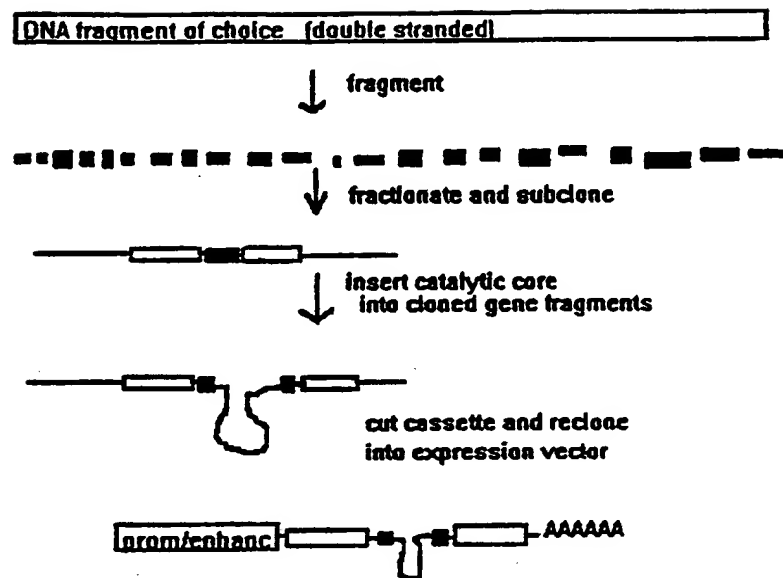 DNA fragment of choice (double stranded)
fragment
fractionate and subclone
insert catalytic core
into cloned gene fragments
cut cassette and reclone
into expression vector
prom/enhanc
AAAAAA